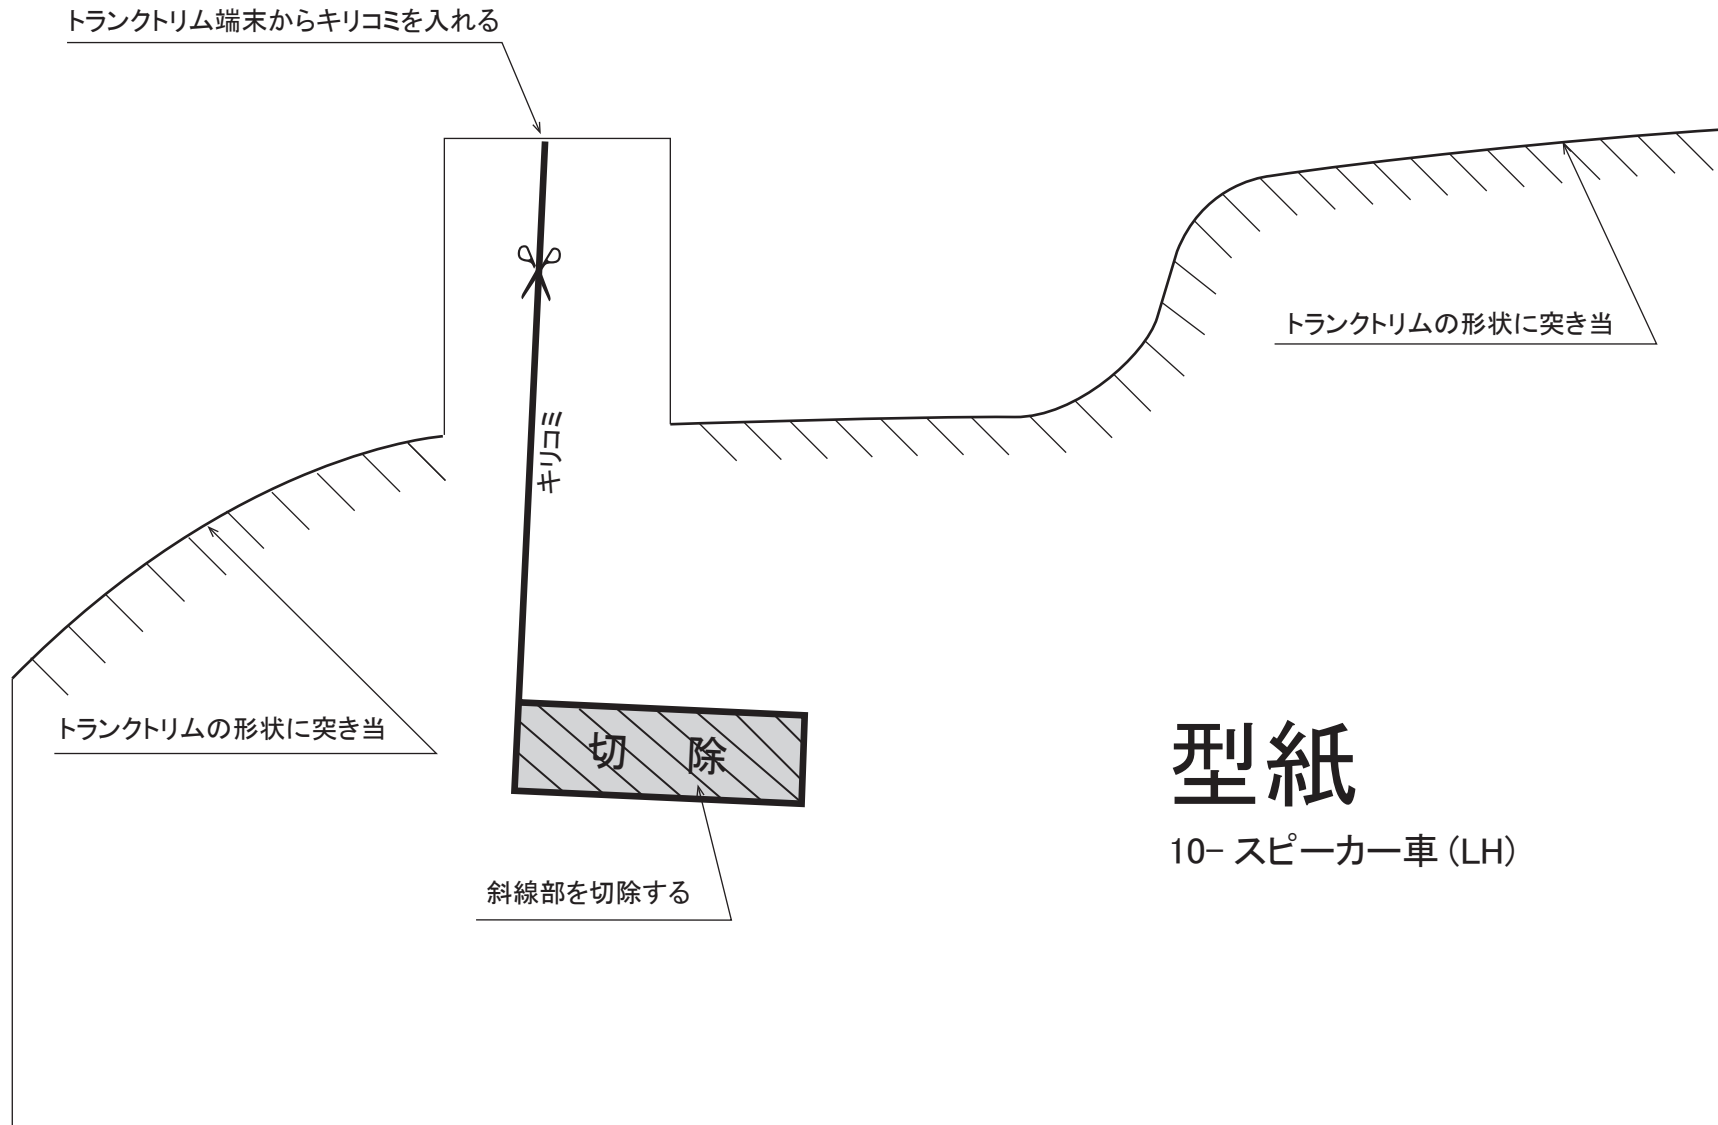 トランクトリム端末からキリコミを入れる
トランクトリムの形状に突き当
キリコミ
トランクトリムの形状に突き当
切 除
型紙
10- スピーカー車 (LH)
斜線部を切除する